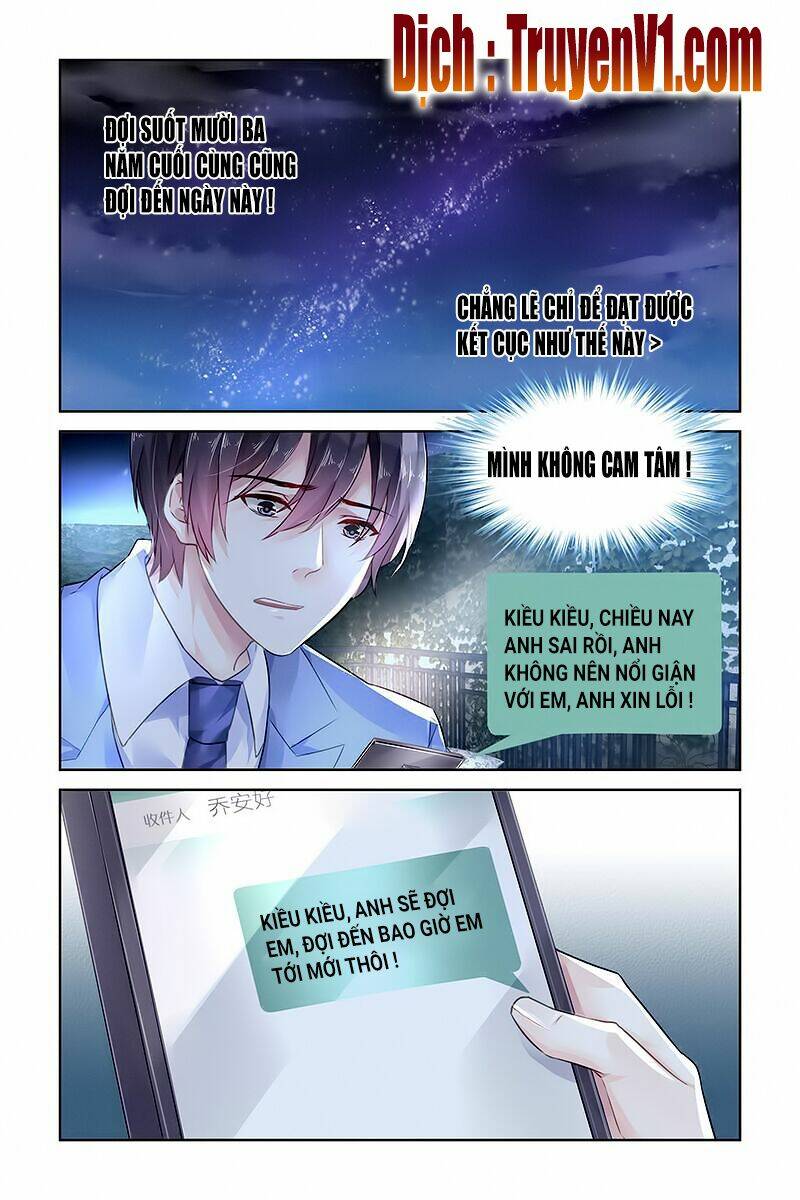 Dịch : TruyenV1.com
ĐỢI SUỐT MƯỜI BA
NĂM CUỐI CÙNG CŨNG
ĐỢI ĐẾN NGÀY NÀY !
CHẲNG LẼ CHỈ ĐỂ ĐẠT ĐƯỢC
KẾT CỤC NHƯ THẾ NÀY >
MÌNH KHÔNG CAM TÂM !
KIỀU KIỀU, CHIỀU NAY
ANH SAI RỒI, ANH
KHÔNG NÊN NỔI GIẬN
VỚI EM, ANH XIN LỖI !
收件人 乔安好
KIỀU KIỀU, ANH SẼ ĐỢI
EM, ĐỢI ĐẾN BAO GIỜ EM
TỚI MỚI THÔI !